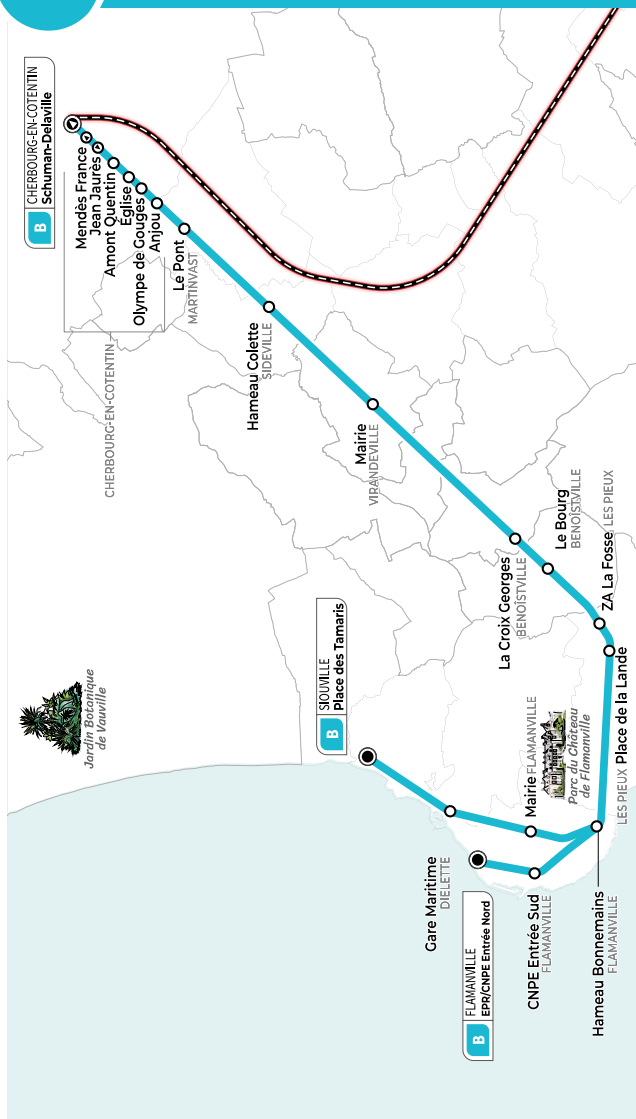 B
CHERBOURG-EN-COTENTIN
Schuman-Delaville
Mendès France
Jean Jaurès
Amont Quentin
Église
Olympe de Gouges
Anjou
Le Pont
MARTINVAST
CHERBOURG-EN-COTENTIN
Hameau Colette
SIDEVILLE
Mairie
VIRANDEVILLE
La Croix Georges
BENOÎSTVILLE
Le Bourg
BENOÎSTVILLE
ZA La Fosse LES PIEUX
LES PIEUX Place de la Lande
B
SIOUVILLE
Place des Tamaris
Jardin Botanique
de Vauville
Mairie FLAMANVILLE
Parc du Château
de Flamanville
Gare Maritime
DIELETTE
B
FLAMANVILLE
EPR/CNPE Entrée Nord
CNPE Entrée Sud
FLAMANVILLE
Hameau Bonnemains
FLAMANVILLE